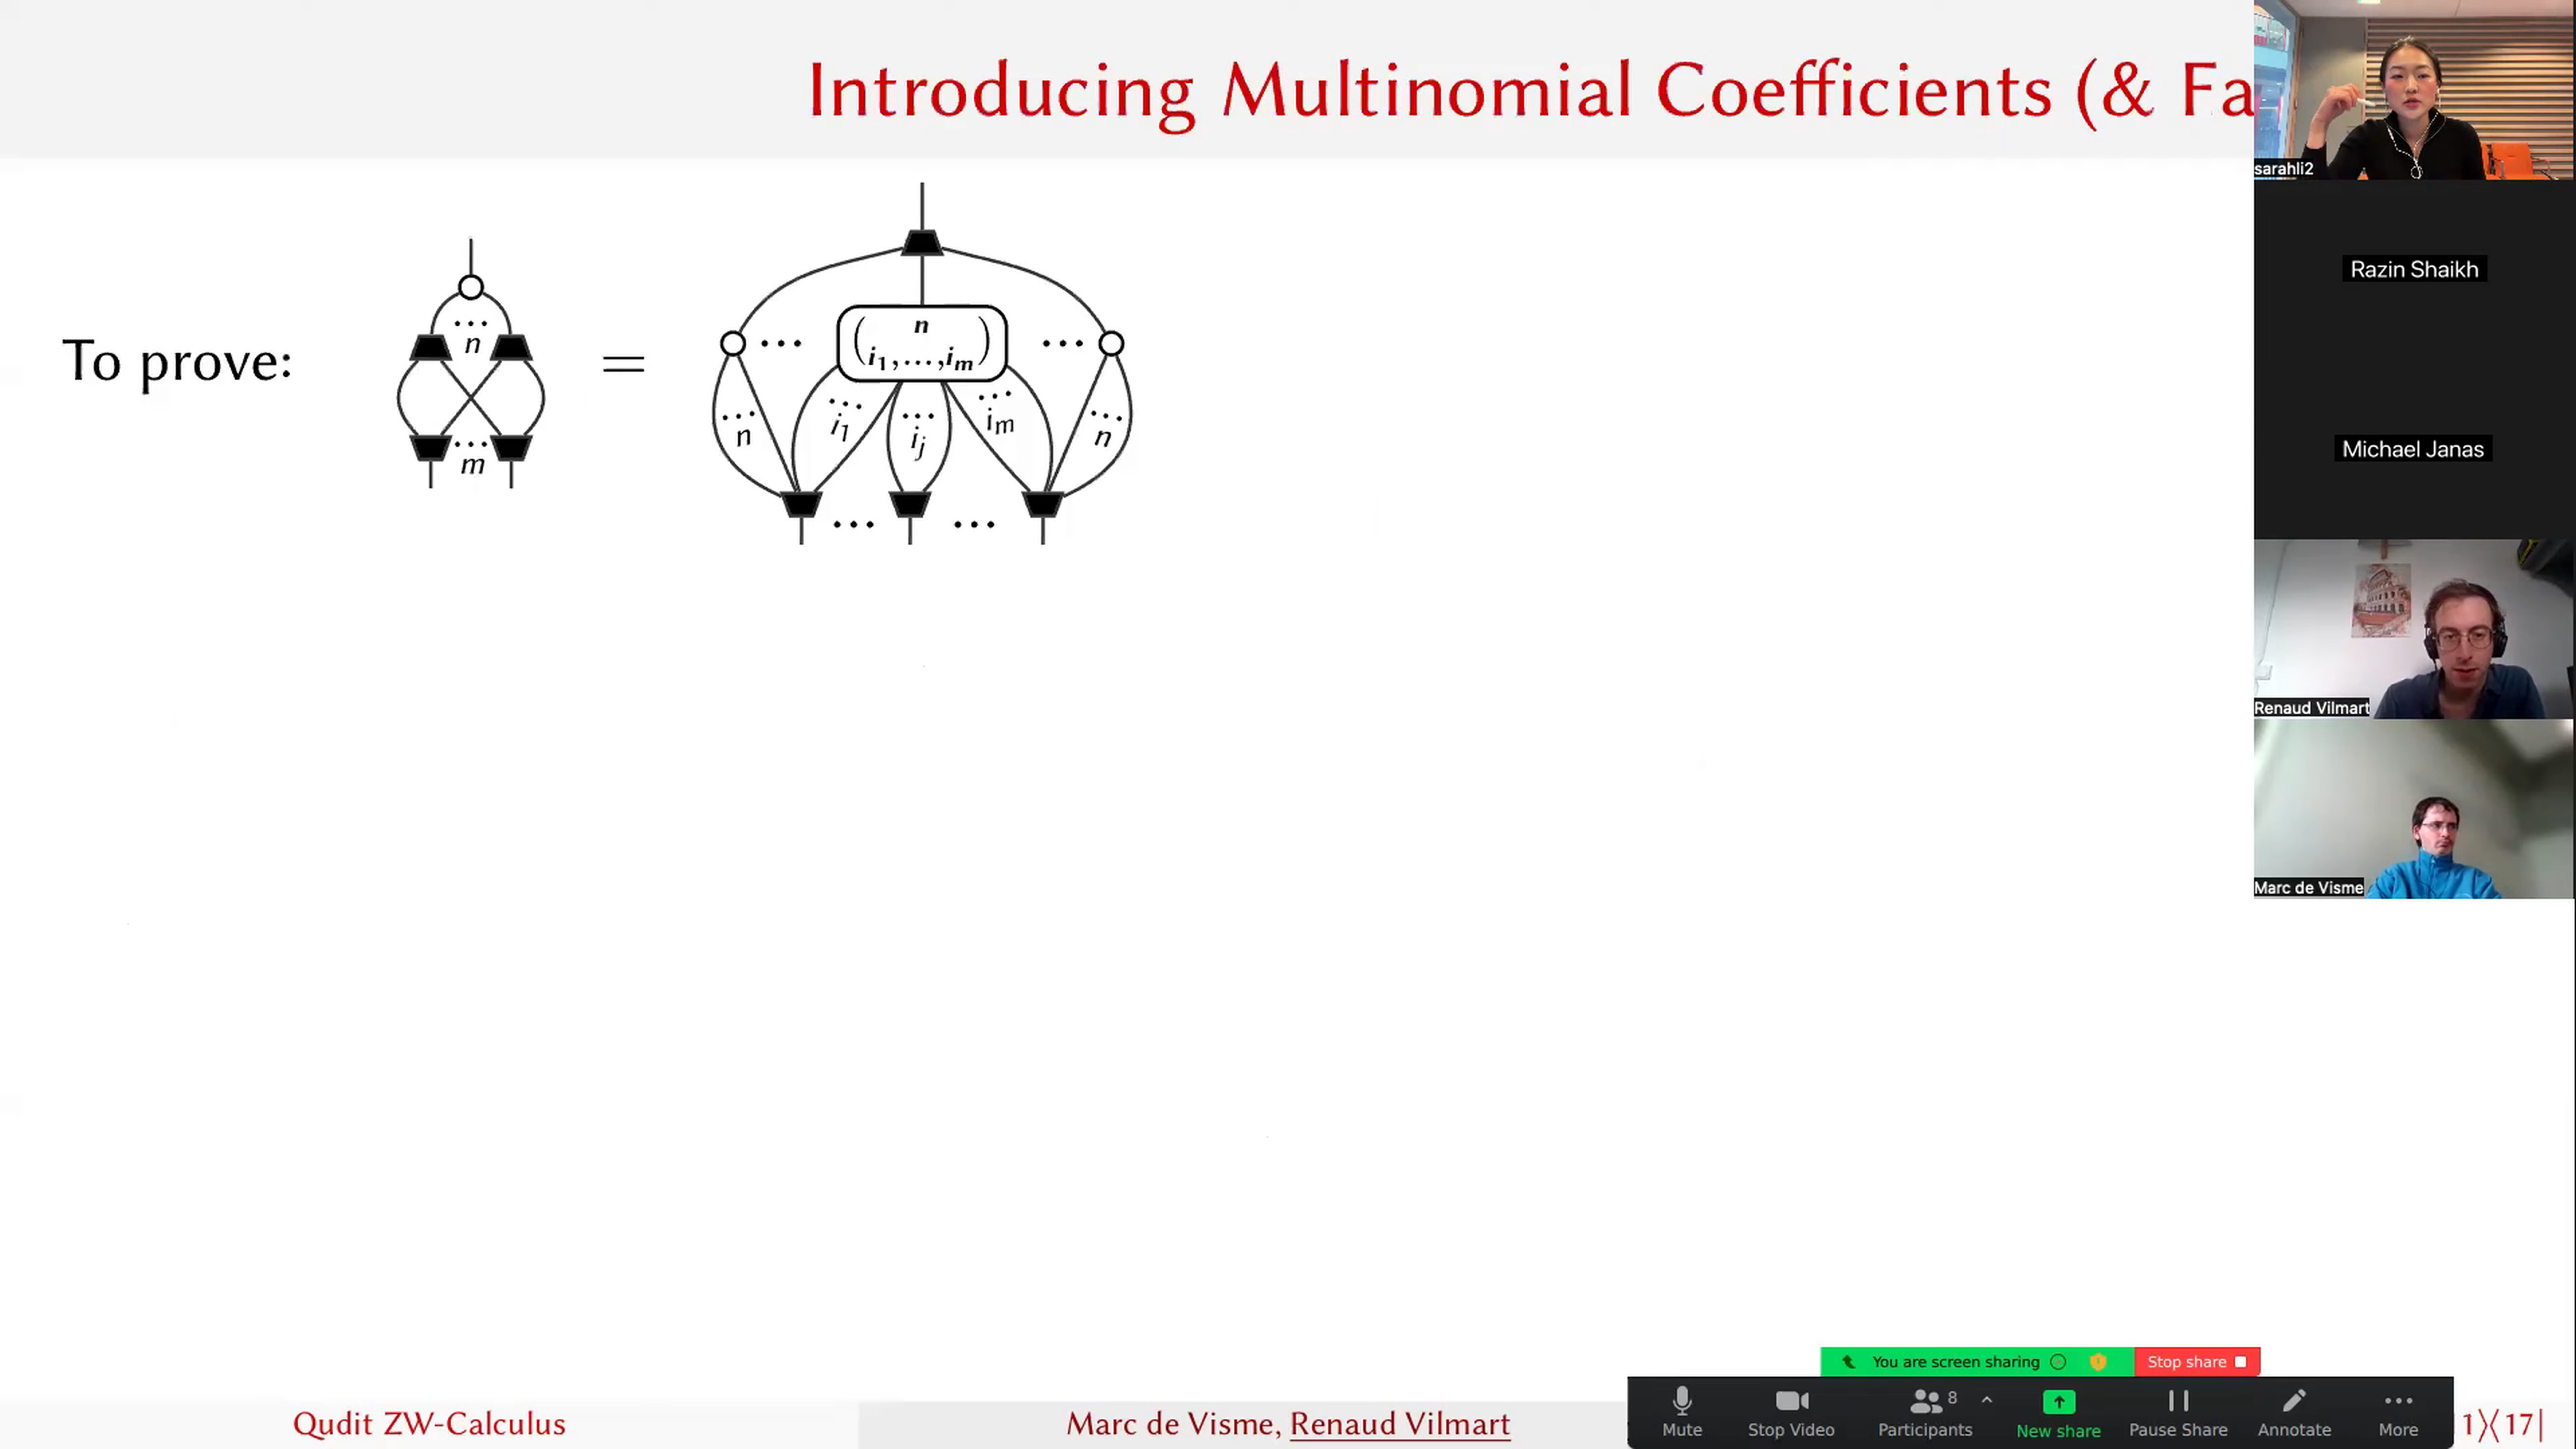 Introducing Multinomial Coefficients (& Fa
sarahli2
Razin Shaikh
Michael Janas
Renaud Vilmart
Marc de Visme
To prove:
... n
... m
=
... ( n i1,...,im ) ...
... n
... i1
... ij
... im
... n
... ...
You are screen sharing
Stop share
Mute
Stop Video
Participants 8
New share
Pause Share
Annotate
More
Qudit ZW-Calculus
Marc de Visme, Renaud Vilmart
1⟩⟨17|